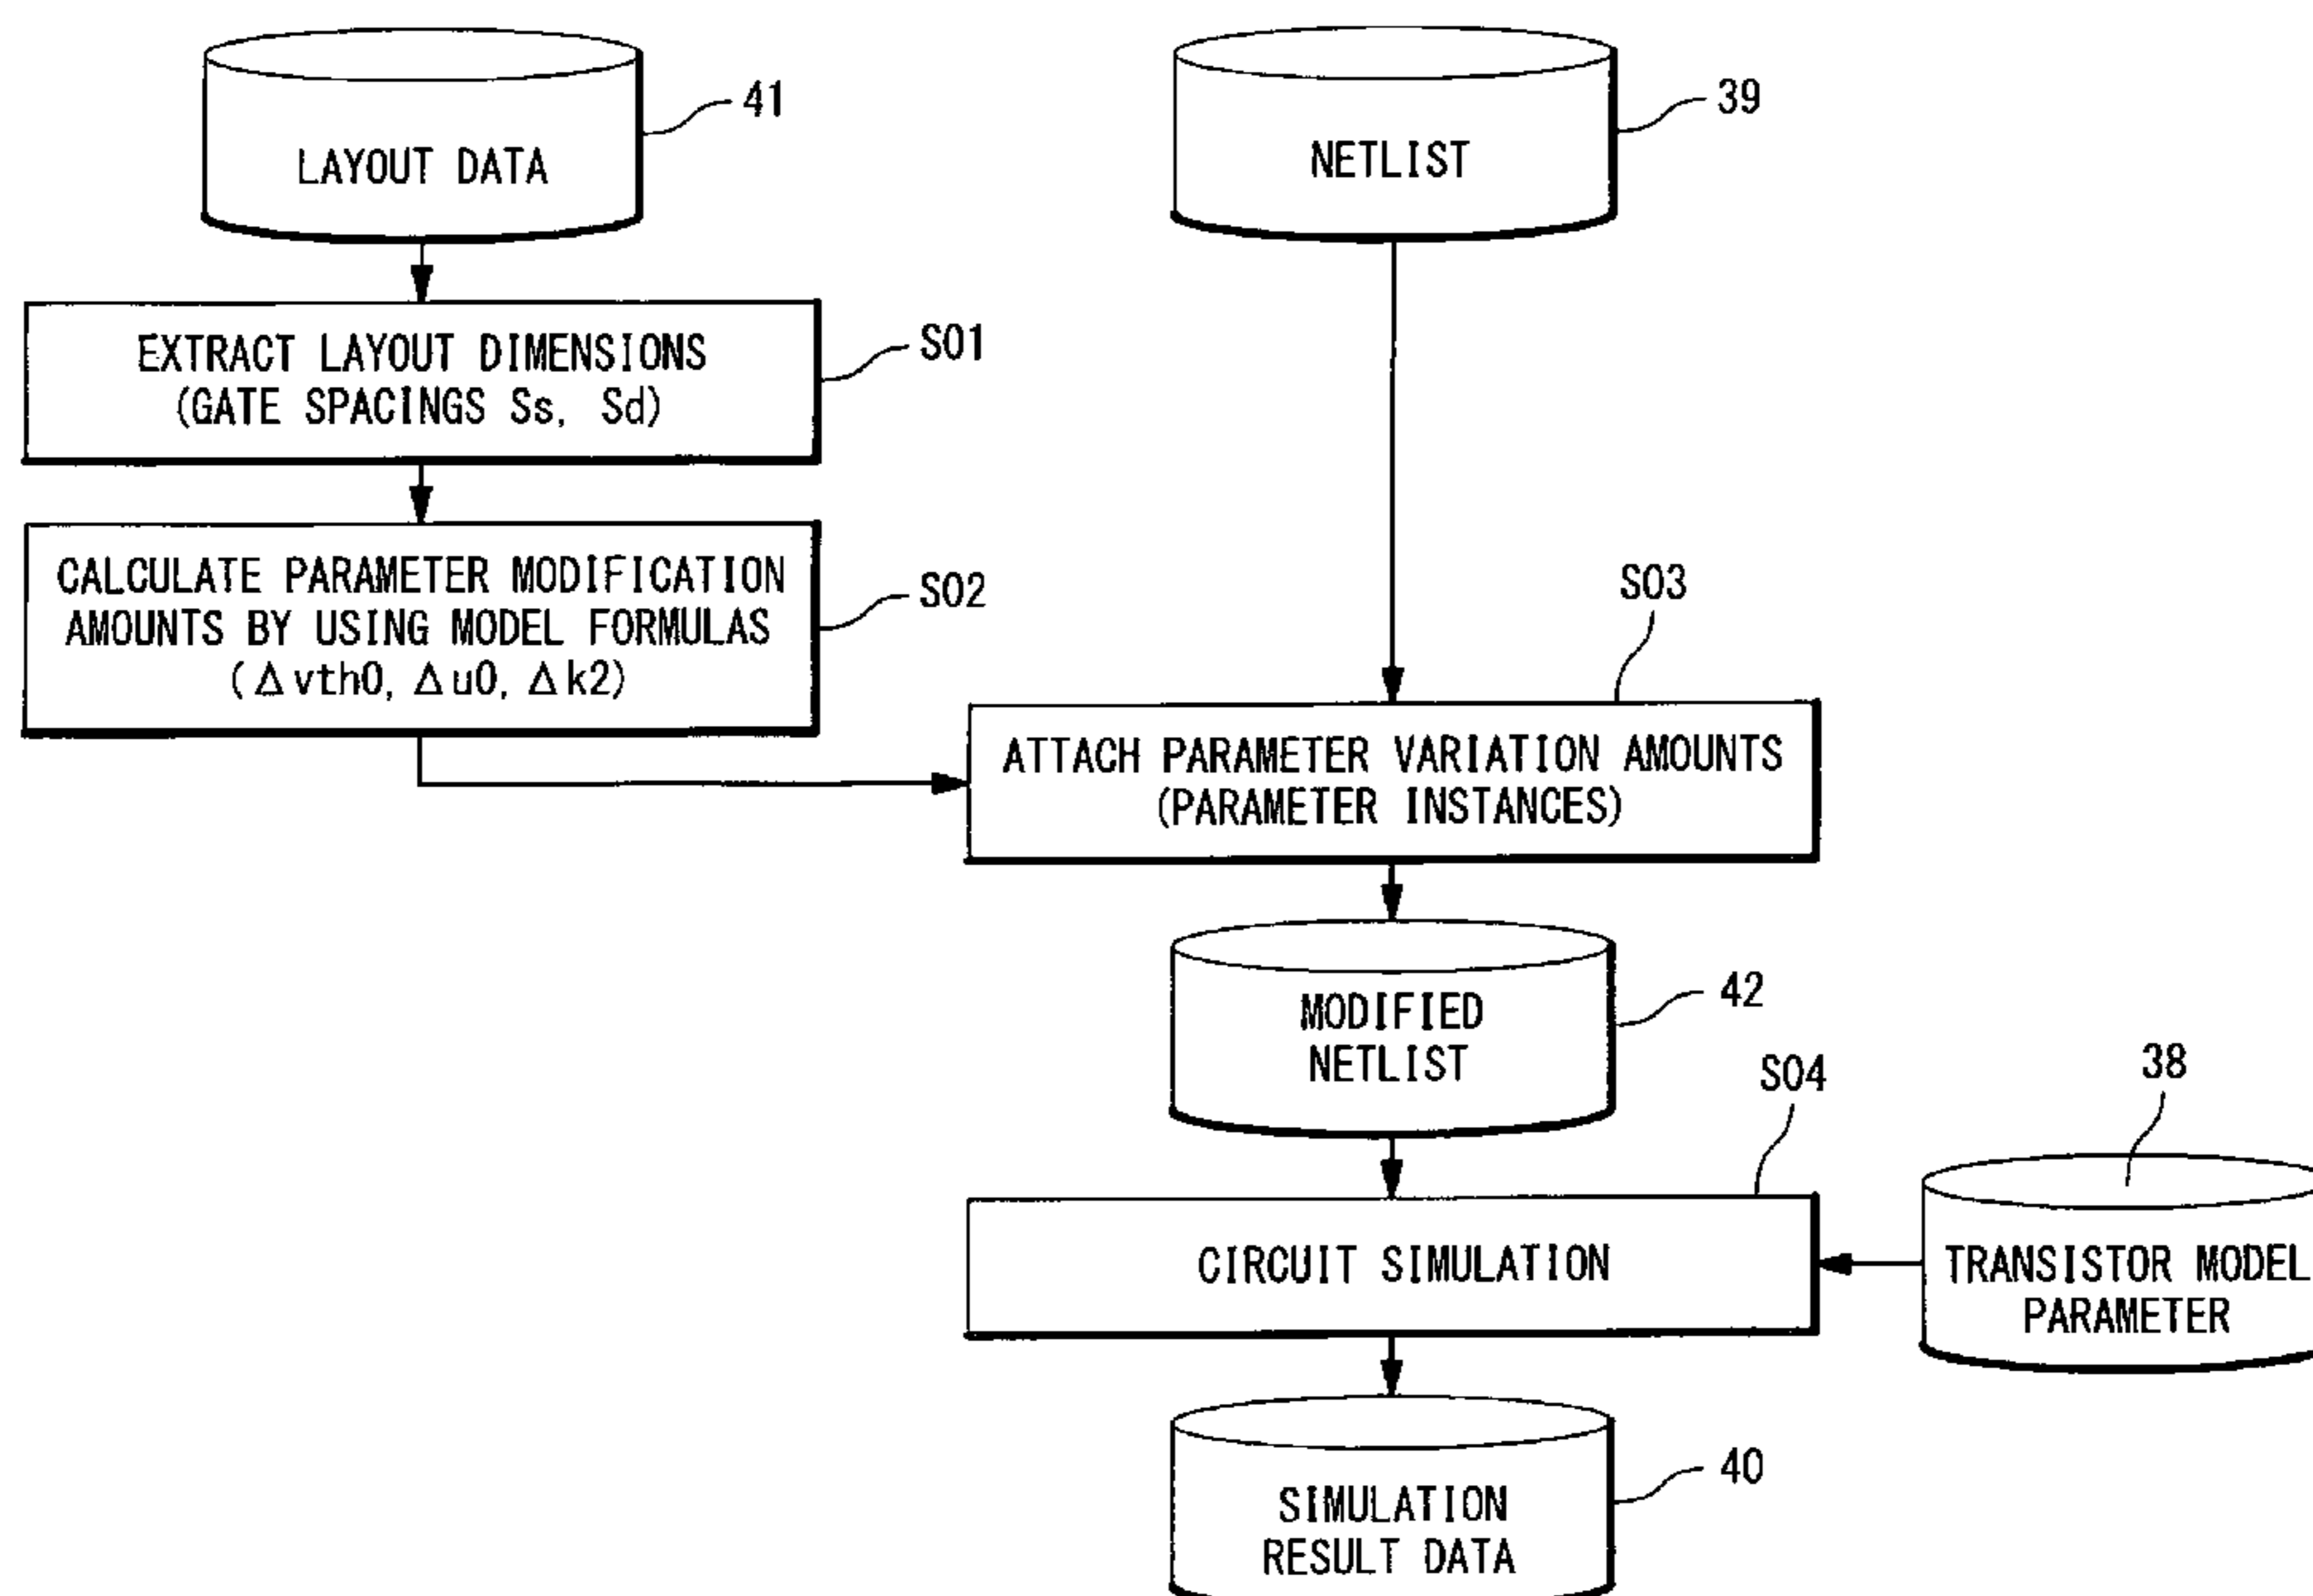 41
LAYOUT DATA
39
NETLIST
EXTRACT LAYOUT DIMENSIONS
(GATE SPACINGS Ss, Sd)
S01
CALCULATE PARAMETER MODIFICATION
AMOUNTS BY USING MODEL FORMULAS
(Δvth0, Δu0, Δk2)
S02
S03
ATTACH PARAMETER VARIATION AMOUNTS
(PARAMETER INSTANCES)
42
MODIFIED
NETLIST
S04
38
CIRCUIT SIMULATION
TRANSISTOR MODEL
PARAMETER
40
SIMULATION
RESULT DATA